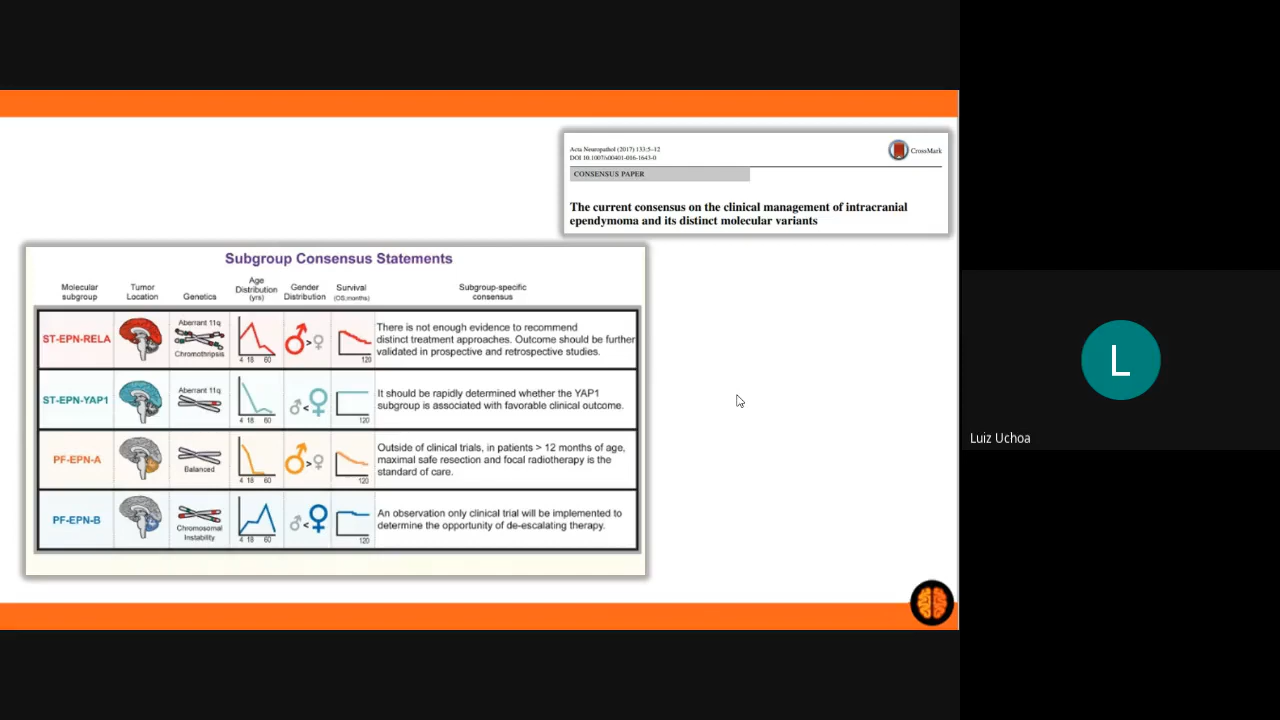 Acta Neuropathol (2017) 133:5–12
DOI 10.1007/s00401-016-1643-0
CrossMark
CONSENSUS PAPER
The current consensus on the clinical management of intracranial
ependymoma and its distinct molecular variants
Subgroup Consensus Statements
Molecular
subgroup
Tumor
Location
Genetics
Age
Distribution
(yrs)
Gender
Distribution
Survival
(OS;months)
Subgroup-specific
consensus
ST-EPN-RELA
Aberrant 11q
Chromothripsis
4 18 60
>
120
There is not enough evidence to recommend
distinct treatment approaches. Outcome should be further
validated in prospective and retrospective studies.
ST-EPN-YAP1
Aberrant 11q
4 18 60
<
120
It should be rapidly determined whether the YAP1
subgroup is associated with favorable clinical outcome.
PF-EPN-A
Balanced
4 18 60
>
120
Outside of clinical trials, in patients > 12 months of age,
maximal safe resection and focal radiotherapy is the
standard of care.
PF-EPN-B
Chromosomal
Instability
4 18 60
<
120
An observation only clinical trial will be implemented to
determine the opportunity of de-escalating therapy.
L
Luiz Uchoa